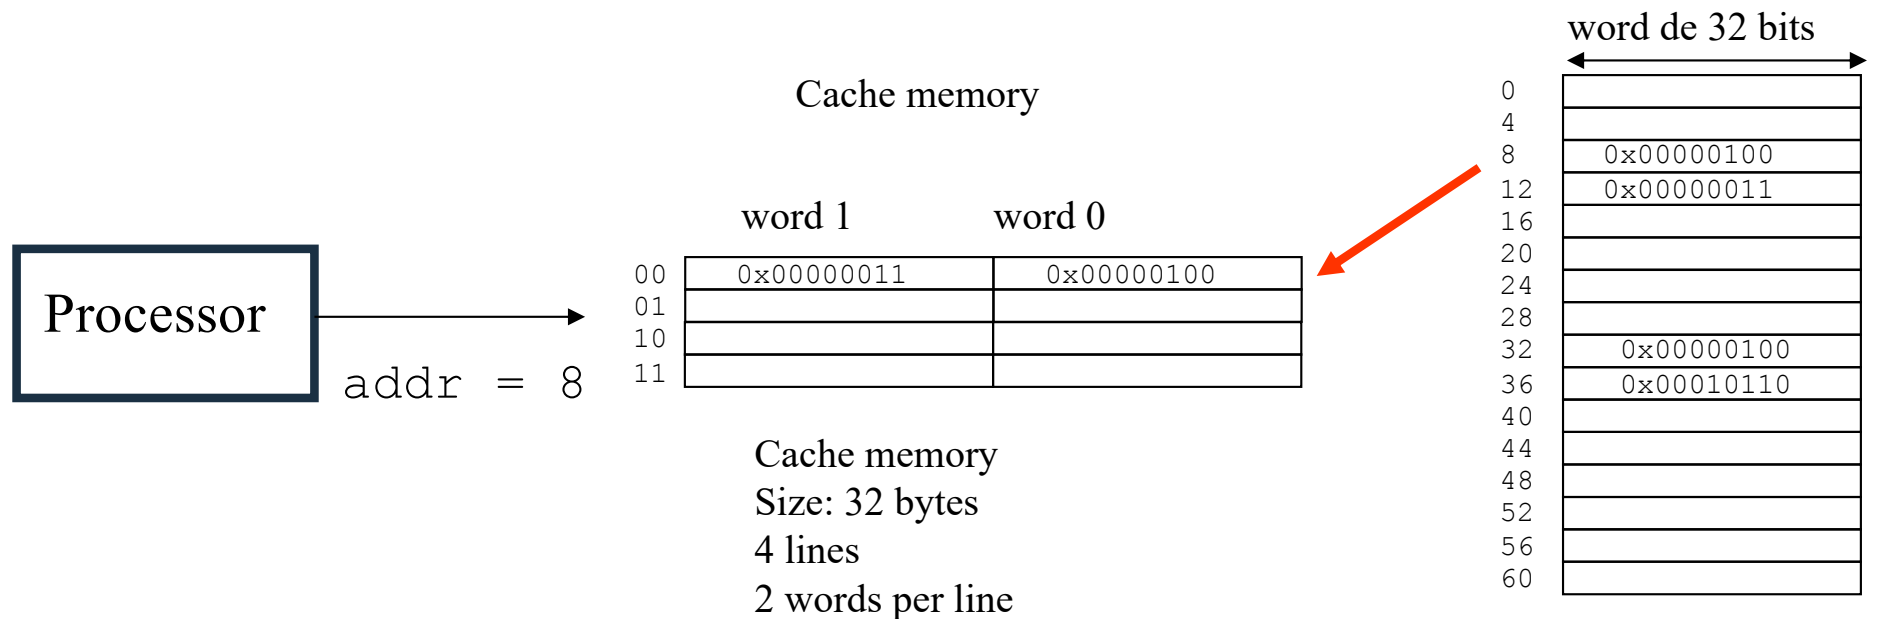 word de 32 bits
Cache memory
word 1 word 0
00 0x00000011 0x00000100
01
10
11
Processor
addr = 8
Cache memory
Size: 32 bytes
4 lines
2 words per line
0
4
8 0x00000100
12 0x00000011
16
20
24
28
32 0x00000100
36 0x00010110
40
44
48
52
56
60